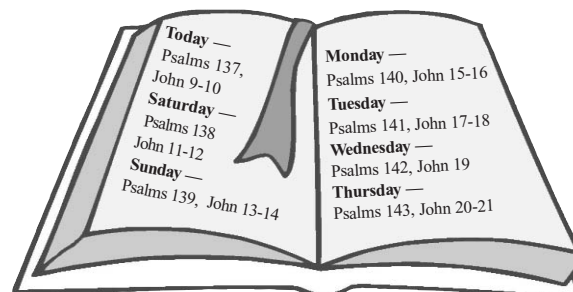 Today —
Psalms 137,
John 9-10
Saturday —
Psalms 138
John 11-12
Sunday —
Psalms 139, John 13-14
Monday —
Psalms 140, John 15-16
Tuesday —
Psalms 141, John 17-18
Wednesday —
Psalms 142, John 19
Thursday —
Psalms 143, John 20-21